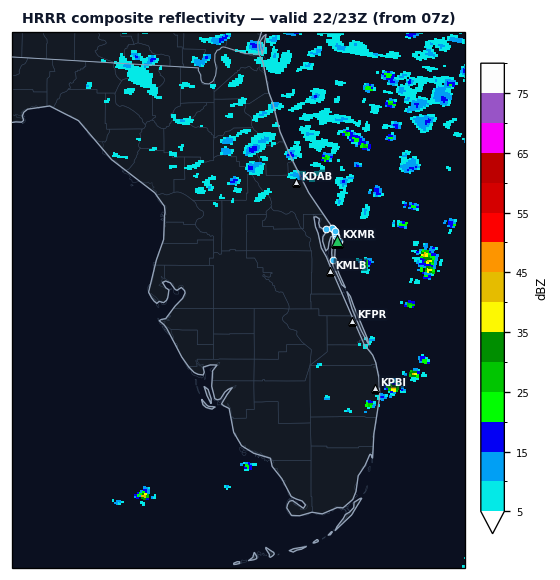 HRRR composite reflectivity — valid 22/23Z (from 07z)
75
65
55
45
35
25
15
5
dBZ
KDAB
KXMR
KMLB
KFPR
KPBI